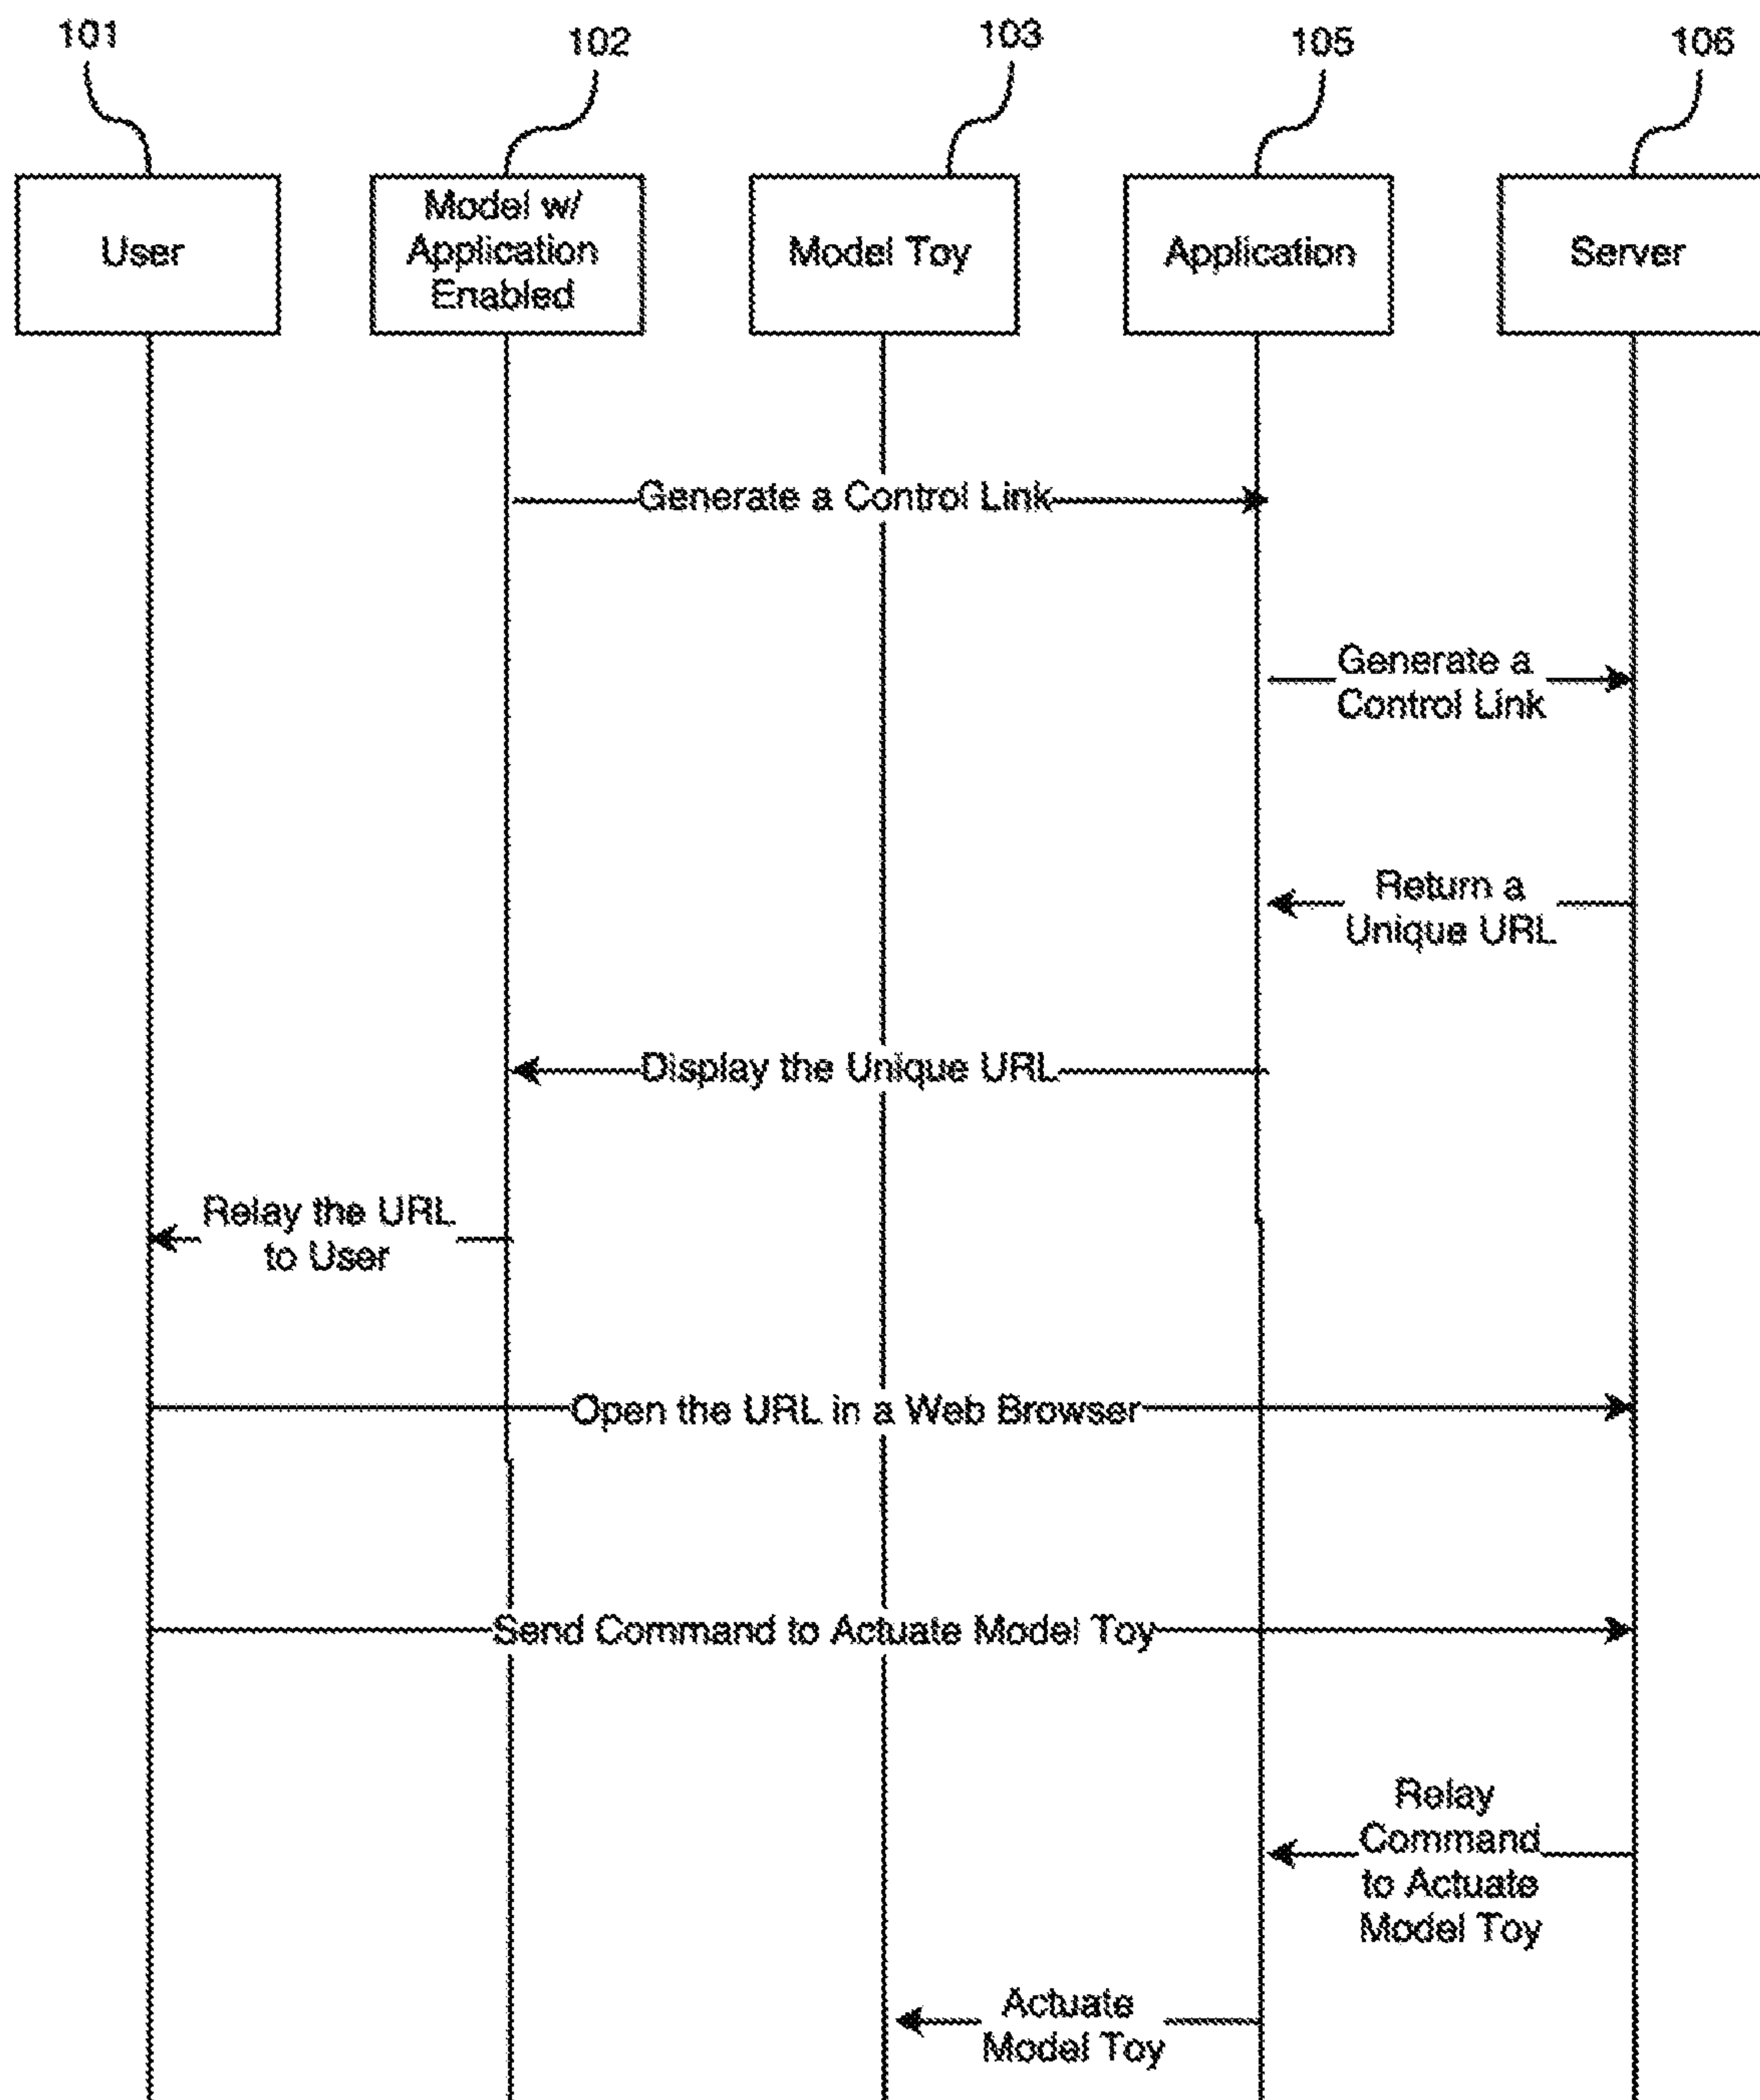 101
102
103
105
106
User
Model w/
Application
Enabled
Model Toy
Application
Server
Generate a Control Link
Generate a
Control Link
Return a
Unique URL
Display the Unique URL
Relay the URL
to User
Open the URL in a Web Browser
Send Command to Actuate Model Toy
Relay
Command
to Actuate
Model Toy
Actuate
Model Toy